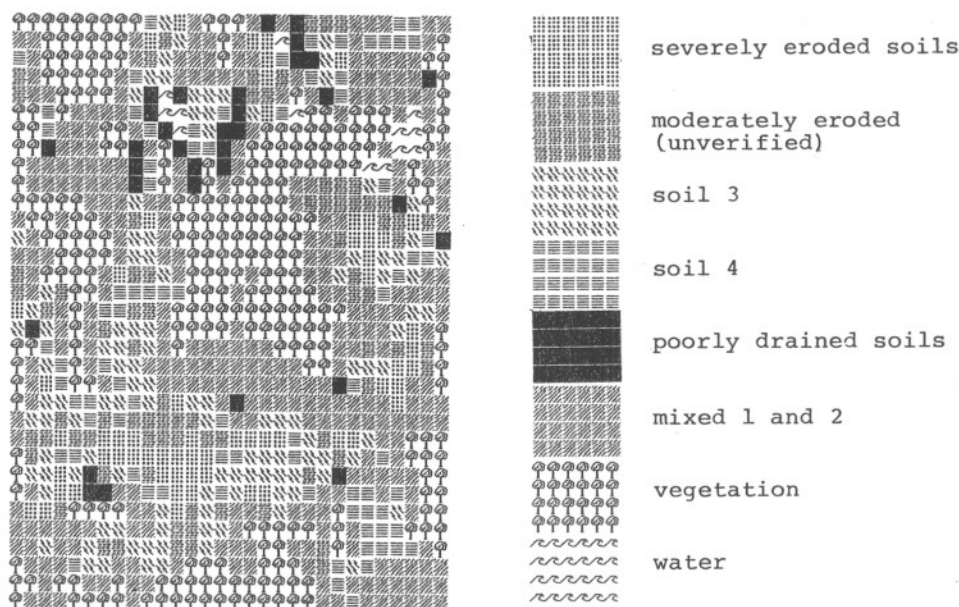 severely eroded soils
moderately eroded
(unverified)
soil 3
soil 4
poorly drained soils
mixed 1 and 2
vegetation
water